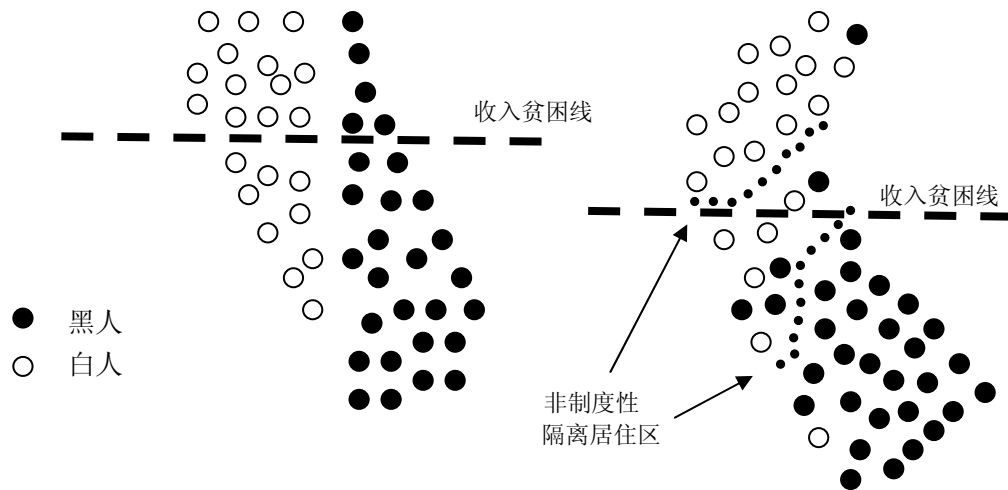 收入贫困线
收入贫困线
黑人
白人
非制度性
隔离居住区